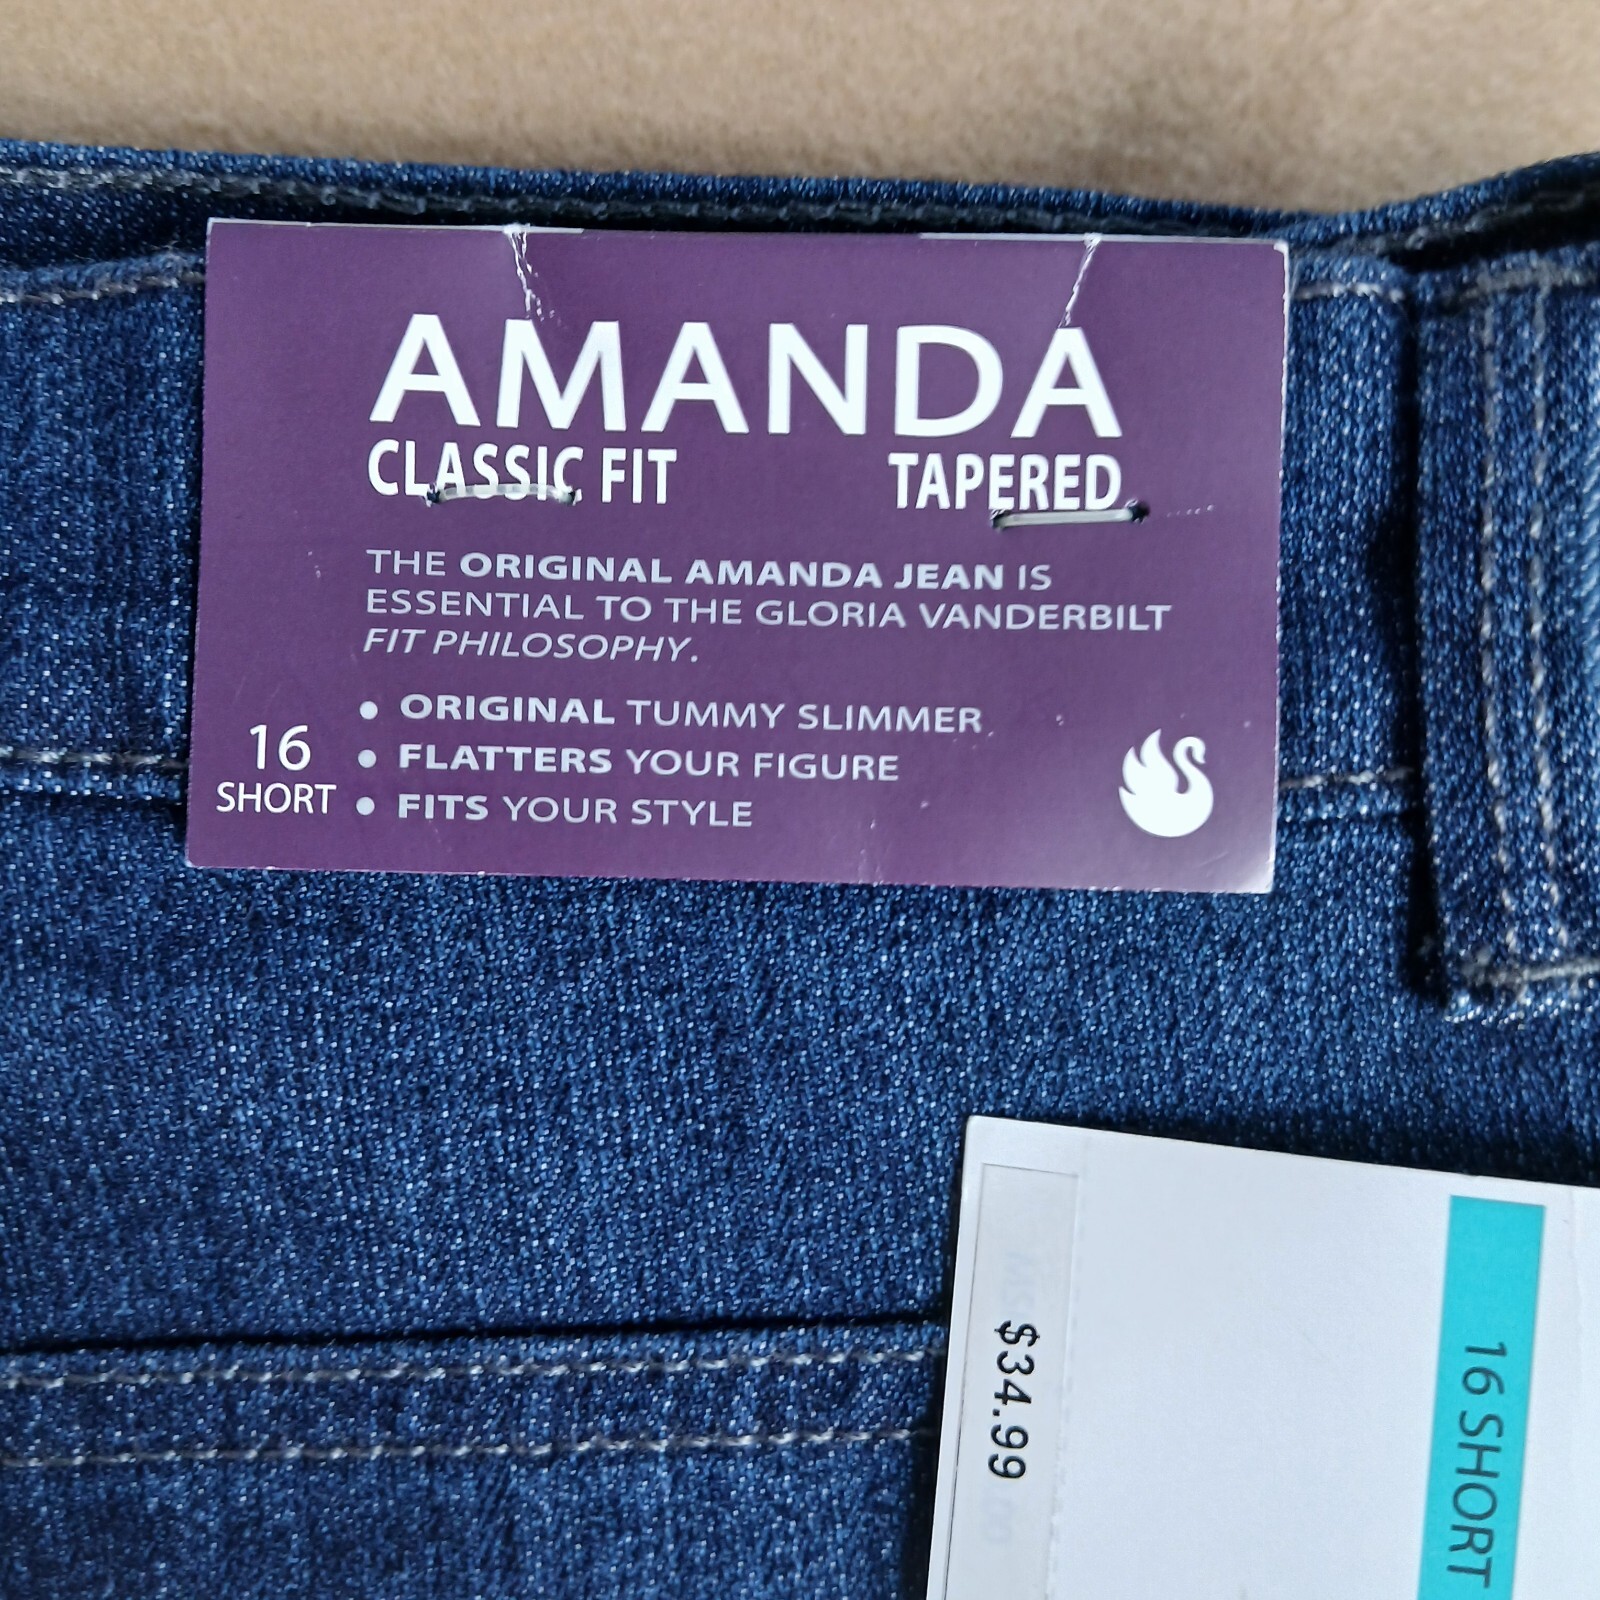 AMANDA
CLASSIC FIT TAPERED
THE ORIGINAL AMANDA JEAN IS
ESSENTIAL TO THE GLORIA VANDERBILT
FIT PHILOSOPHY.
• ORIGINAL TUMMY SLIMMER
• FLATTERS YOUR FIGURE
• FITS YOUR STYLE
16
SHORT
$34.99
16 SHORT